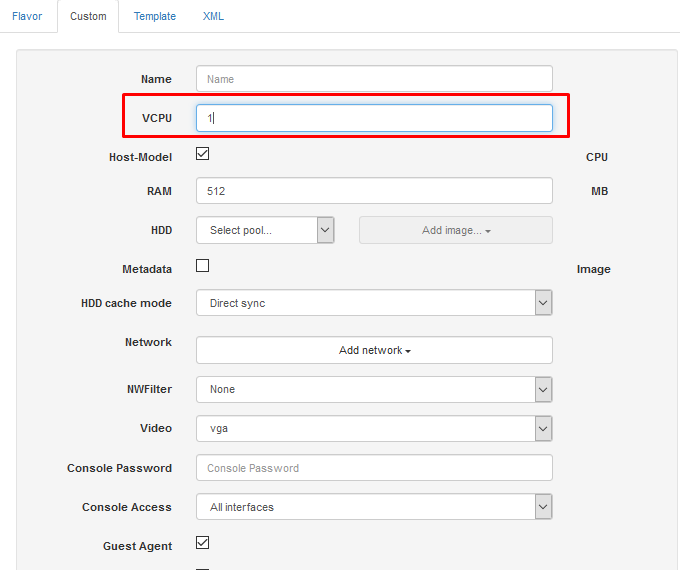 Flavor Custom Template XML
Name Name
VCPU 1
Host-Model CPU
RAM 512 MB
HDD Select pool... Add image...
Metadata Image
HDD cache mode Direct sync
Network Add network
NWFilter None
Video vga
Console Password Console Password
Console Access All interfaces
Guest Agent